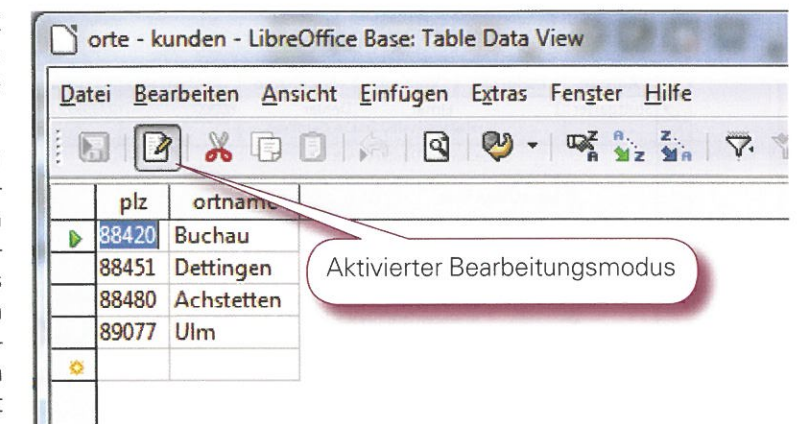 orte - kunden - LibreOffice Base: Table Data View
Datei Bearbeiten Ansicht Einfügen Extras Fenster Hilfe
plz ortname
88420 Buchau
88451 Dettingen
88480 Achstetten
89077 Ulm
Aktivierter Bearbeitungsmodus